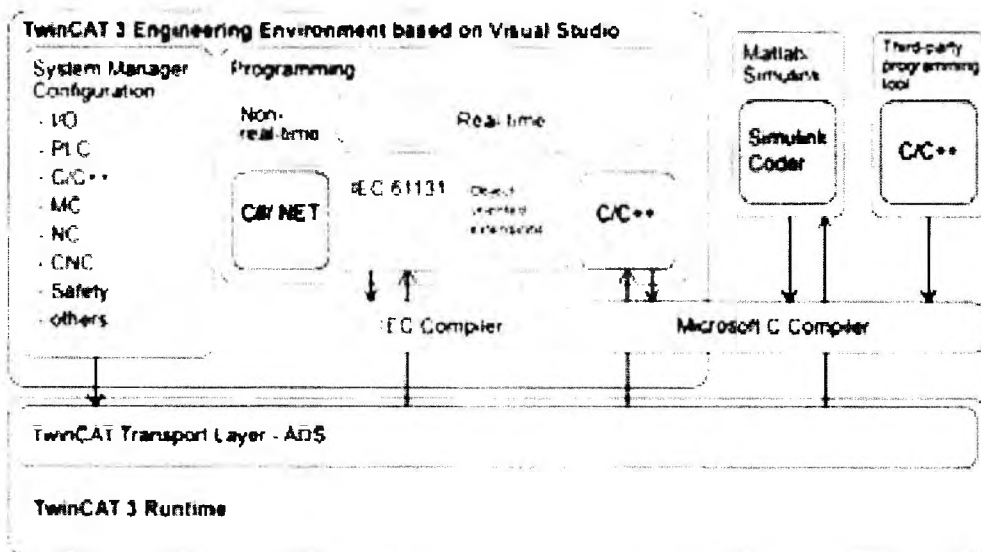 TwinCAT 3 Engineering Environment based on Visual Studio
System Manager
Configuration
- I/O
- PLC
- C/C++
- MC
- NC
- CNC
- Safety
- others
Programming
Non-
real-time
Real-time
C#/.NET
IEC 61131
Object
oriented
extensions
C/C++
IEC Compiler
Matlab
Simulink
Simulink
Coder
Third-party
programming
tool
C/C++
Microsoft C Compiler
TwinCAT Transport Layer - ADS
TwinCAT 3 Runtime